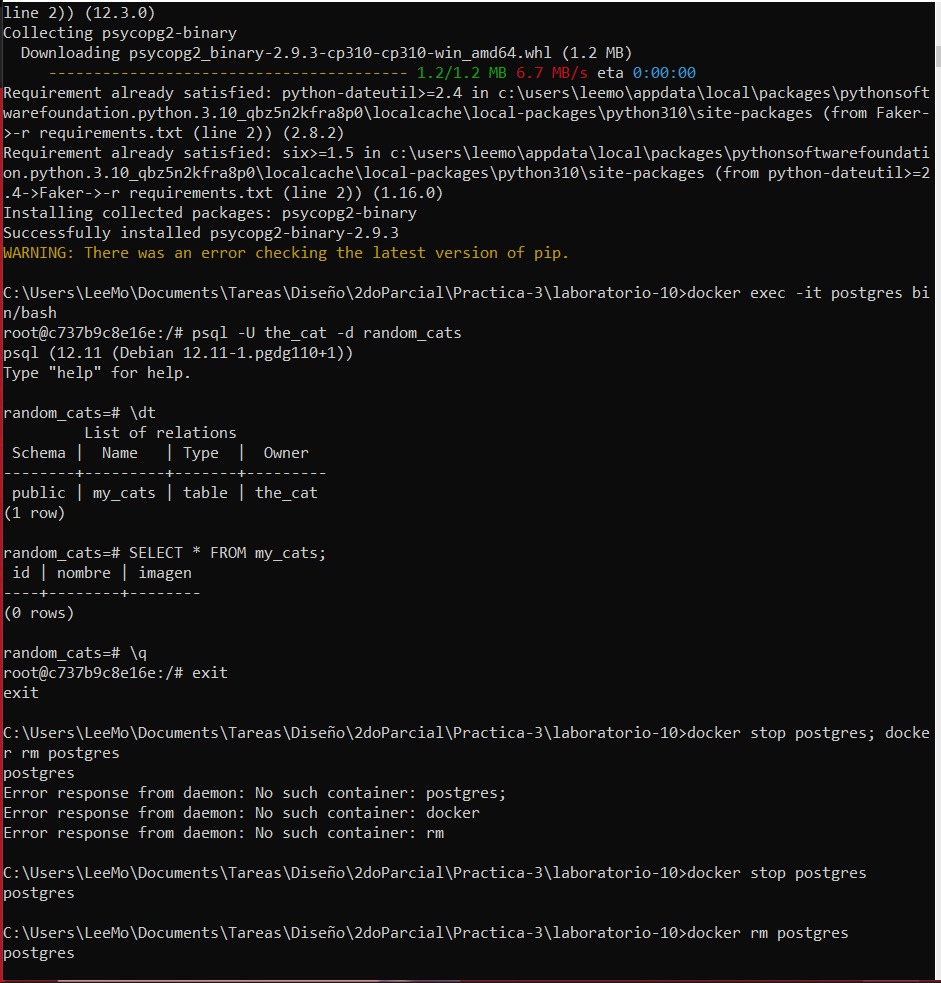 line 2)) (12.3.0)
Collecting psycopg2-binary
  Downloading psycopg2_binary-2.9.3-cp310-cp310-win_amd64.whl (1.2 MB)
     ---------------------------------------- 1.2/1.2 MB 6.7 MB/s eta 0:00:00
Requirement already satisfied: python-dateutil>=2.4 in c:\users\leemo\appdata\local\packages\pythonsoft
warefoundation.python.3.10_qbz5n2kfra8p0\localcache\local-packages\python310\site-packages (from Faker-
>-r requirements.txt (line 2)) (2.8.2)
Requirement already satisfied: six>=1.5 in c:\users\leemo\appdata\local\packages\pythonsoftwarefoundati
on.python.3.10_qbz5n2kfra8p0\localcache\local-packages\python310\site-packages (from python-dateutil>=2
.4->Faker->-r requirements.txt (line 2)) (1.16.0)
Installing collected packages: psycopg2-binary
Successfully installed psycopg2-binary-2.9.3
WARNING: There was an error checking the latest version of pip.

C:\Users\LeeMo\Documents\Tareas\Diseño\2doParcial\Practica-3\laboratorio-10>docker exec -it postgres bi
n/bash
root@c737b9c8e16e:/# psql -U the_cat -d random_cats
psql (12.11 (Debian 12.11-1.pgdg110+1))
Type "help" for help.

random_cats=# \dt
         List of relations
 Schema |  Name   | Type  |  Owner
--------+---------+-------+---------
 public | my_cats | table | the_cat
(1 row)

random_cats=# SELECT * FROM my_cats;
 id | nombre | imagen
----+--------+--------
(0 rows)

random_cats=# \q
root@c737b9c8e16e:/# exit
exit

C:\Users\LeeMo\Documents\Tareas\Diseño\2doParcial\Practica-3\laboratorio-10>docker stop postgres; docke
r rm postgres
postgres
Error response from daemon: No such container: postgres;
Error response from daemon: No such container: docker
Error response from daemon: No such container: rm

C:\Users\LeeMo\Documents\Tareas\Diseño\2doParcial\Practica-3\laboratorio-10>docker stop postgres
postgres

C:\Users\LeeMo\Documents\Tareas\Diseño\2doParcial\Practica-3\laboratorio-10>docker rm postgres
postgres